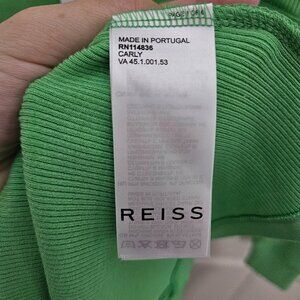 MADE IN PORTUGAL
RN114836
CARLY
VA 45.1.001.53
REISS